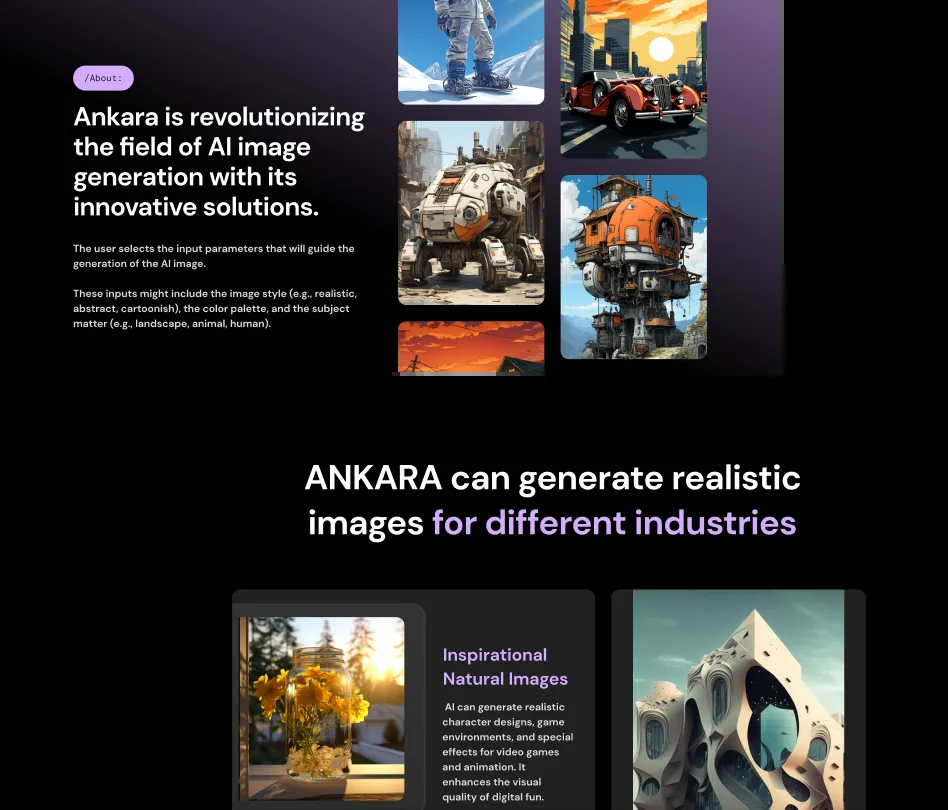 /About:
Ankara is revolutionizing
the field of AI image
generation with its
innovative solutions.
The user selects the input parameters that will guide the
generation of the AI image.
These inputs might include the image style (e.g., realistic,
abstract, cartoonish), the color palette, and the subject
matter (e.g., landscape, animal, human).
ANKARA can generate realistic
images for different industries
Inspirational
Natural Images
AI can generate realistic
character designs, game
environments, and special
effects for video games
and animation. It
enhances the visual
quality of digital fun.